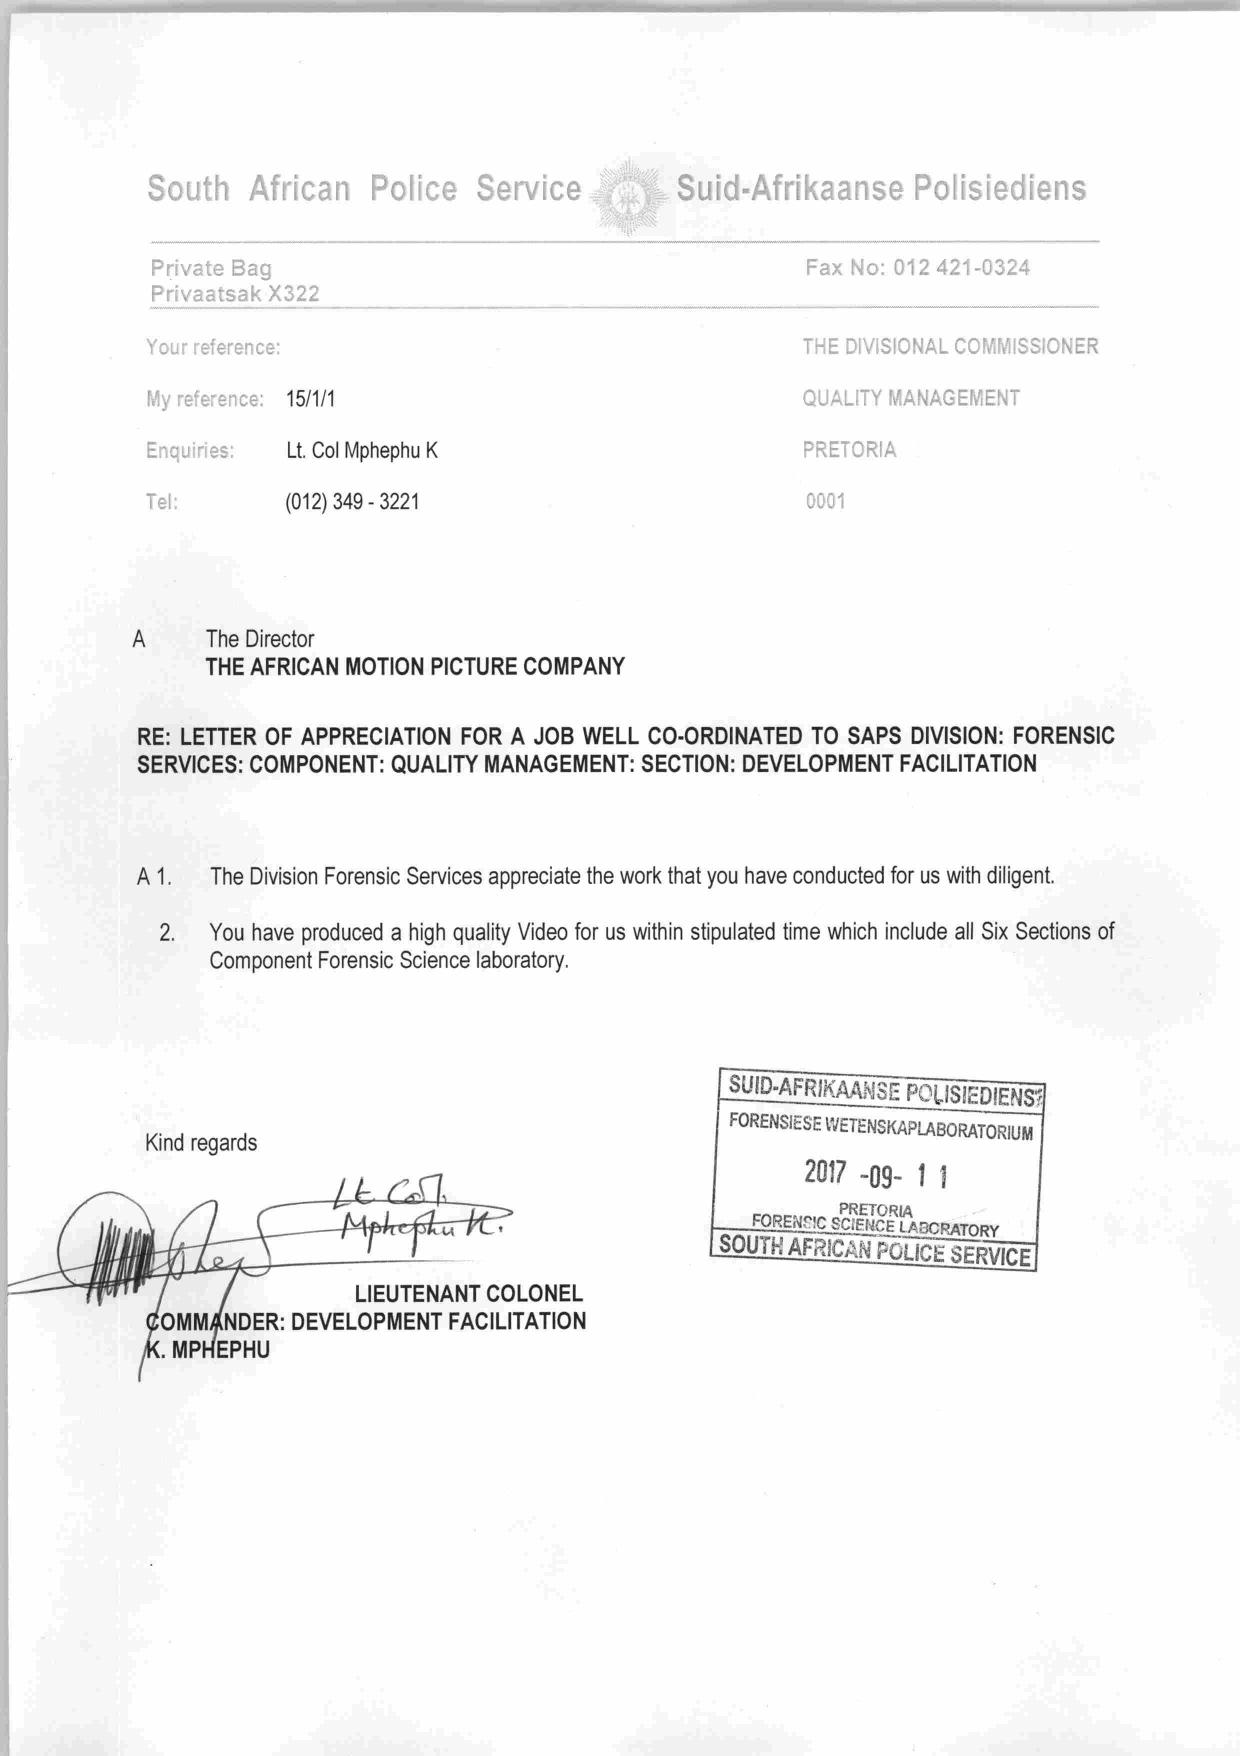 South African Police Service Suid-Afrikaanse Polisiediens
Private Bag Fax No: 012 421-0324
Privaatsak X322
Your reference: THE DIVISIONAL COMMISSIONER
My reference: 15/1/1 QUALITY MANAGEMENT
Enquiries: Lt. Col Mphephu K PRETORIA
Tel: (012) 349 - 3221 0001
A The Director
THE AFRICAN MOTION PICTURE COMPANY
RE: LETTER OF APPRECIATION FOR A JOB WELL CO-ORDINATED TO SAPS DIVISION: FORENSIC
SERVICES: COMPONENT: QUALITY MANAGEMENT: SECTION: DEVELOPMENT FACILITATION
A 1. The Division Forensic Services appreciate the work that you have conducted for us with diligent.
2. You have produced a high quality Video for us within stipulated time which include all Six Sections of
Component Forensic Science laboratory.
SUID-AFRIKAANSE POLISIEDIENS
FORENSIESE WETENSKAPLABORATORIUM
2017 -09- 11
PRETORIA
FORENSIC SCIENCE LABORATORY
SOUTH AFRICAN POLICE SERVICE
Kind regards
Lt Col.
Mphephu K.
LIEUTENANT COLONEL
COMMANDER: DEVELOPMENT FACILITATION
K. MPHEPHU